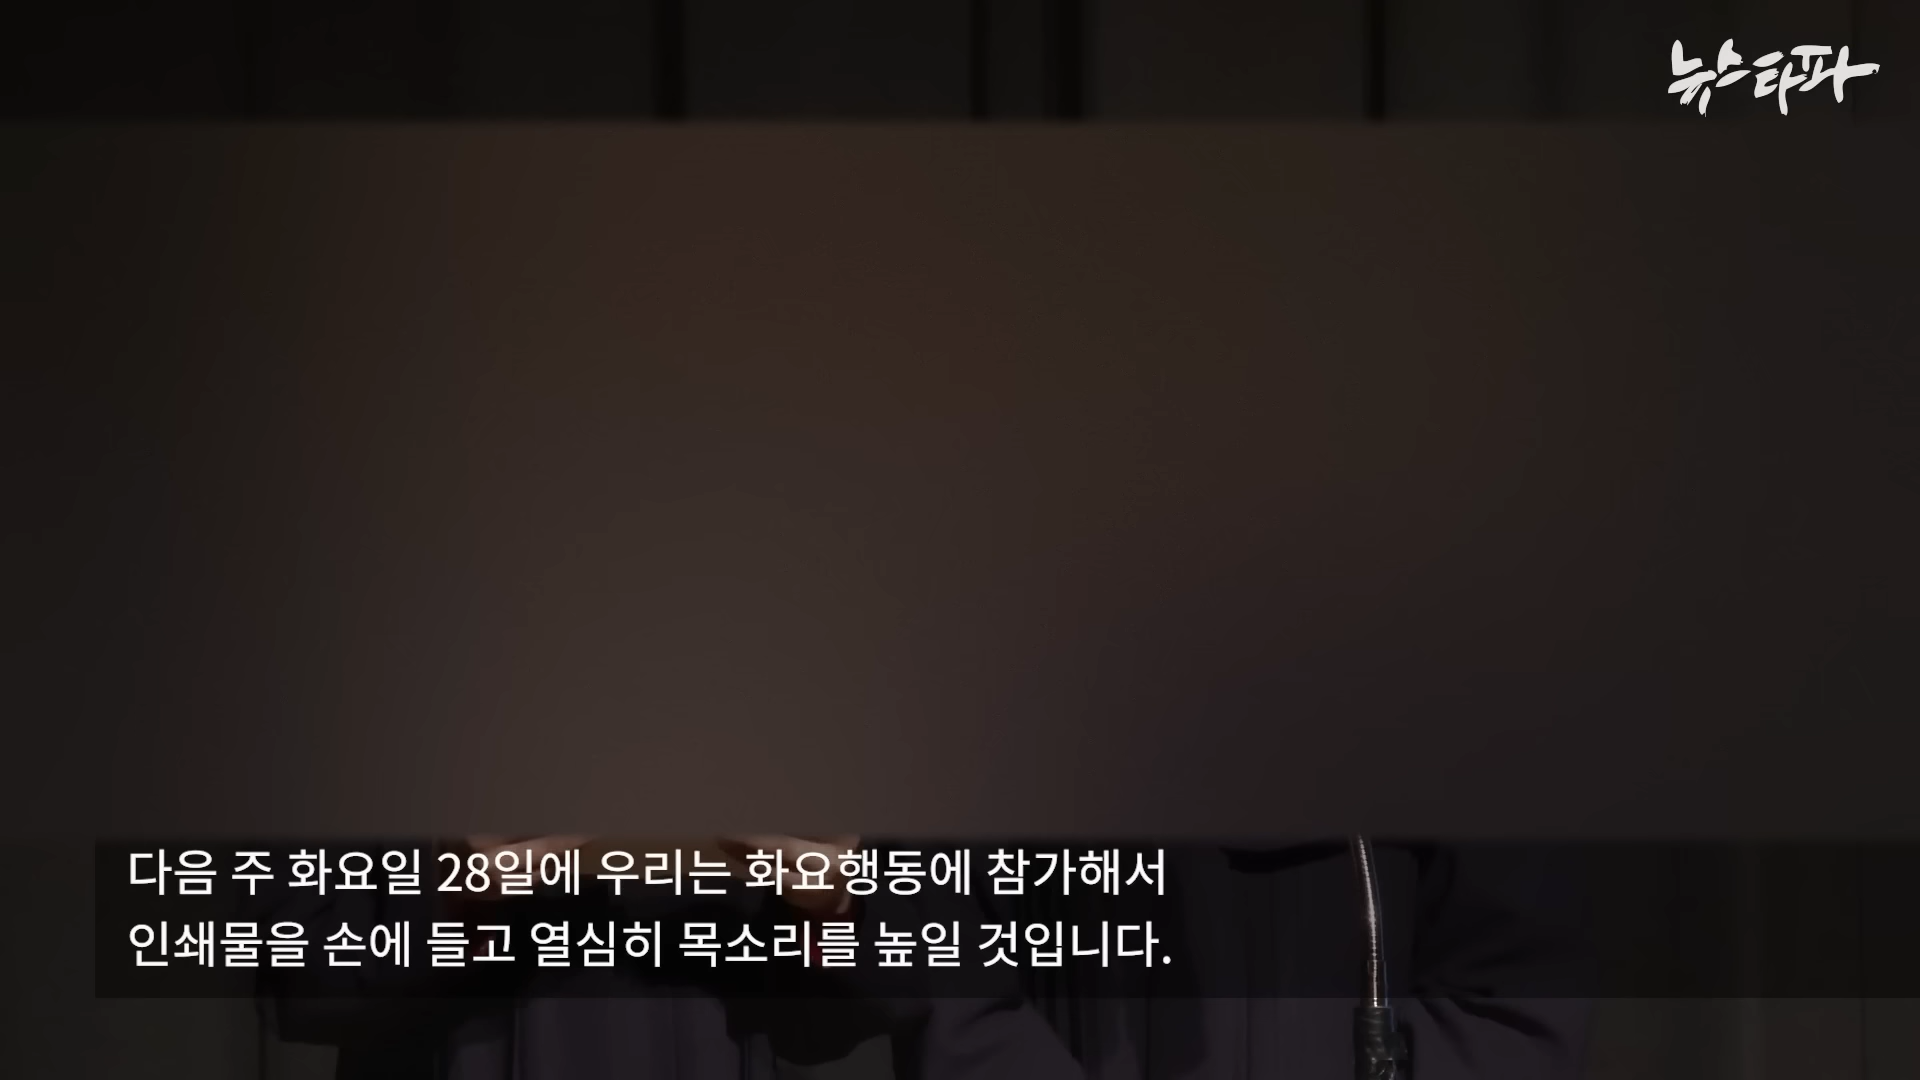 뉴스타파
다음 주 화요일 28일에 우리는 화요행동에 참가해서
인쇄물을 손에 들고 열심히 목소리를 높일 것입니다.